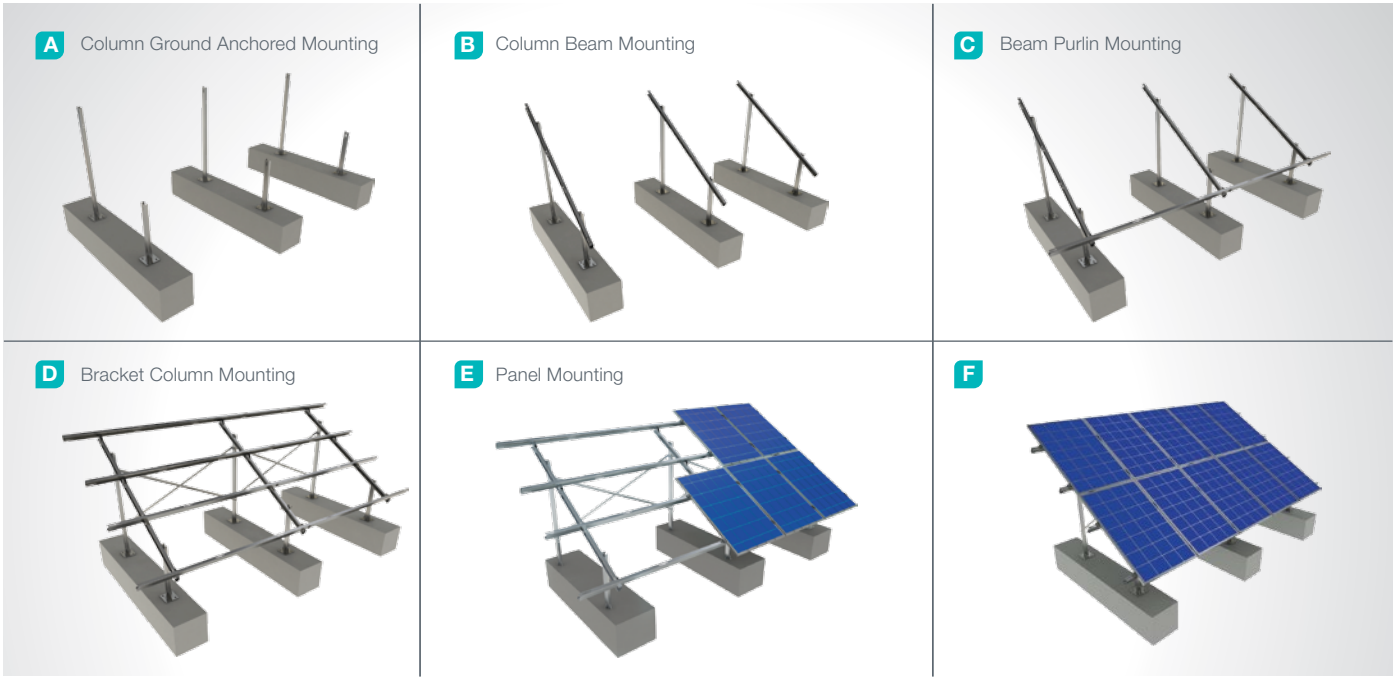 A Column Ground Anchored Mounting
B Column Beam Mounting
C Beam Purlin Mounting
D Bracket Column Mounting
E Panel Mounting
F